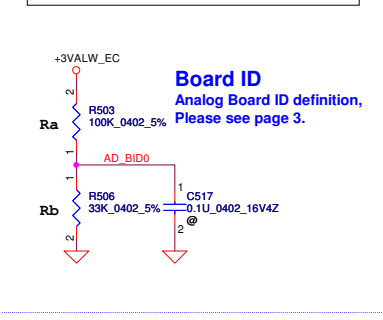 +3VALW_EC
Board ID
Analog Board ID definition,
Please see page 3.
2
R503
100K_0402_5%
Ra
1
AD_BID0
1
R506
33K_0402_5%
Rb
2
1
C517
0.1U_0402_16V4Z
@
2